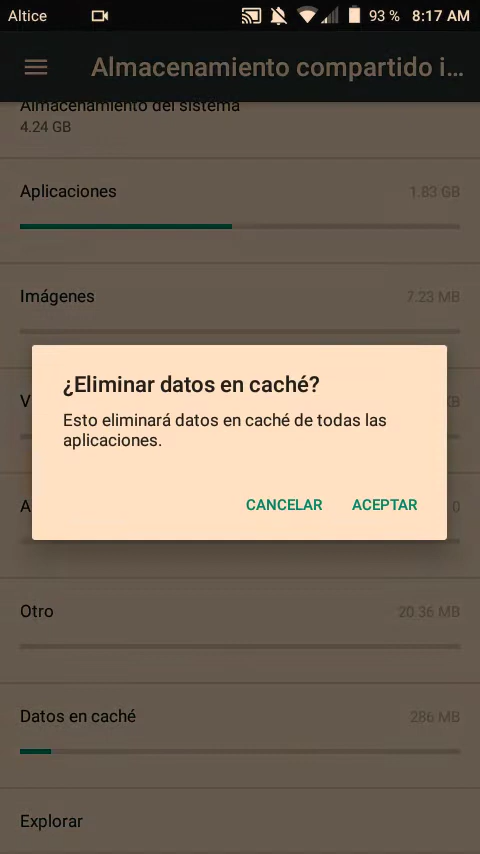 Altice 93 % 8:17 AM
Almacenamiento compartido i...
Almacenamiento del sistema
4.24 GB
Aplicaciones 1.83 GB
Imágenes 7.23 MB
V KB
¿Eliminar datos en caché?
Esto eliminará datos en caché de todas las
aplicaciones.
A 0
CANCELAR ACEPTAR
Otro 20.36 MB
Datos en caché 286 MB
Explorar